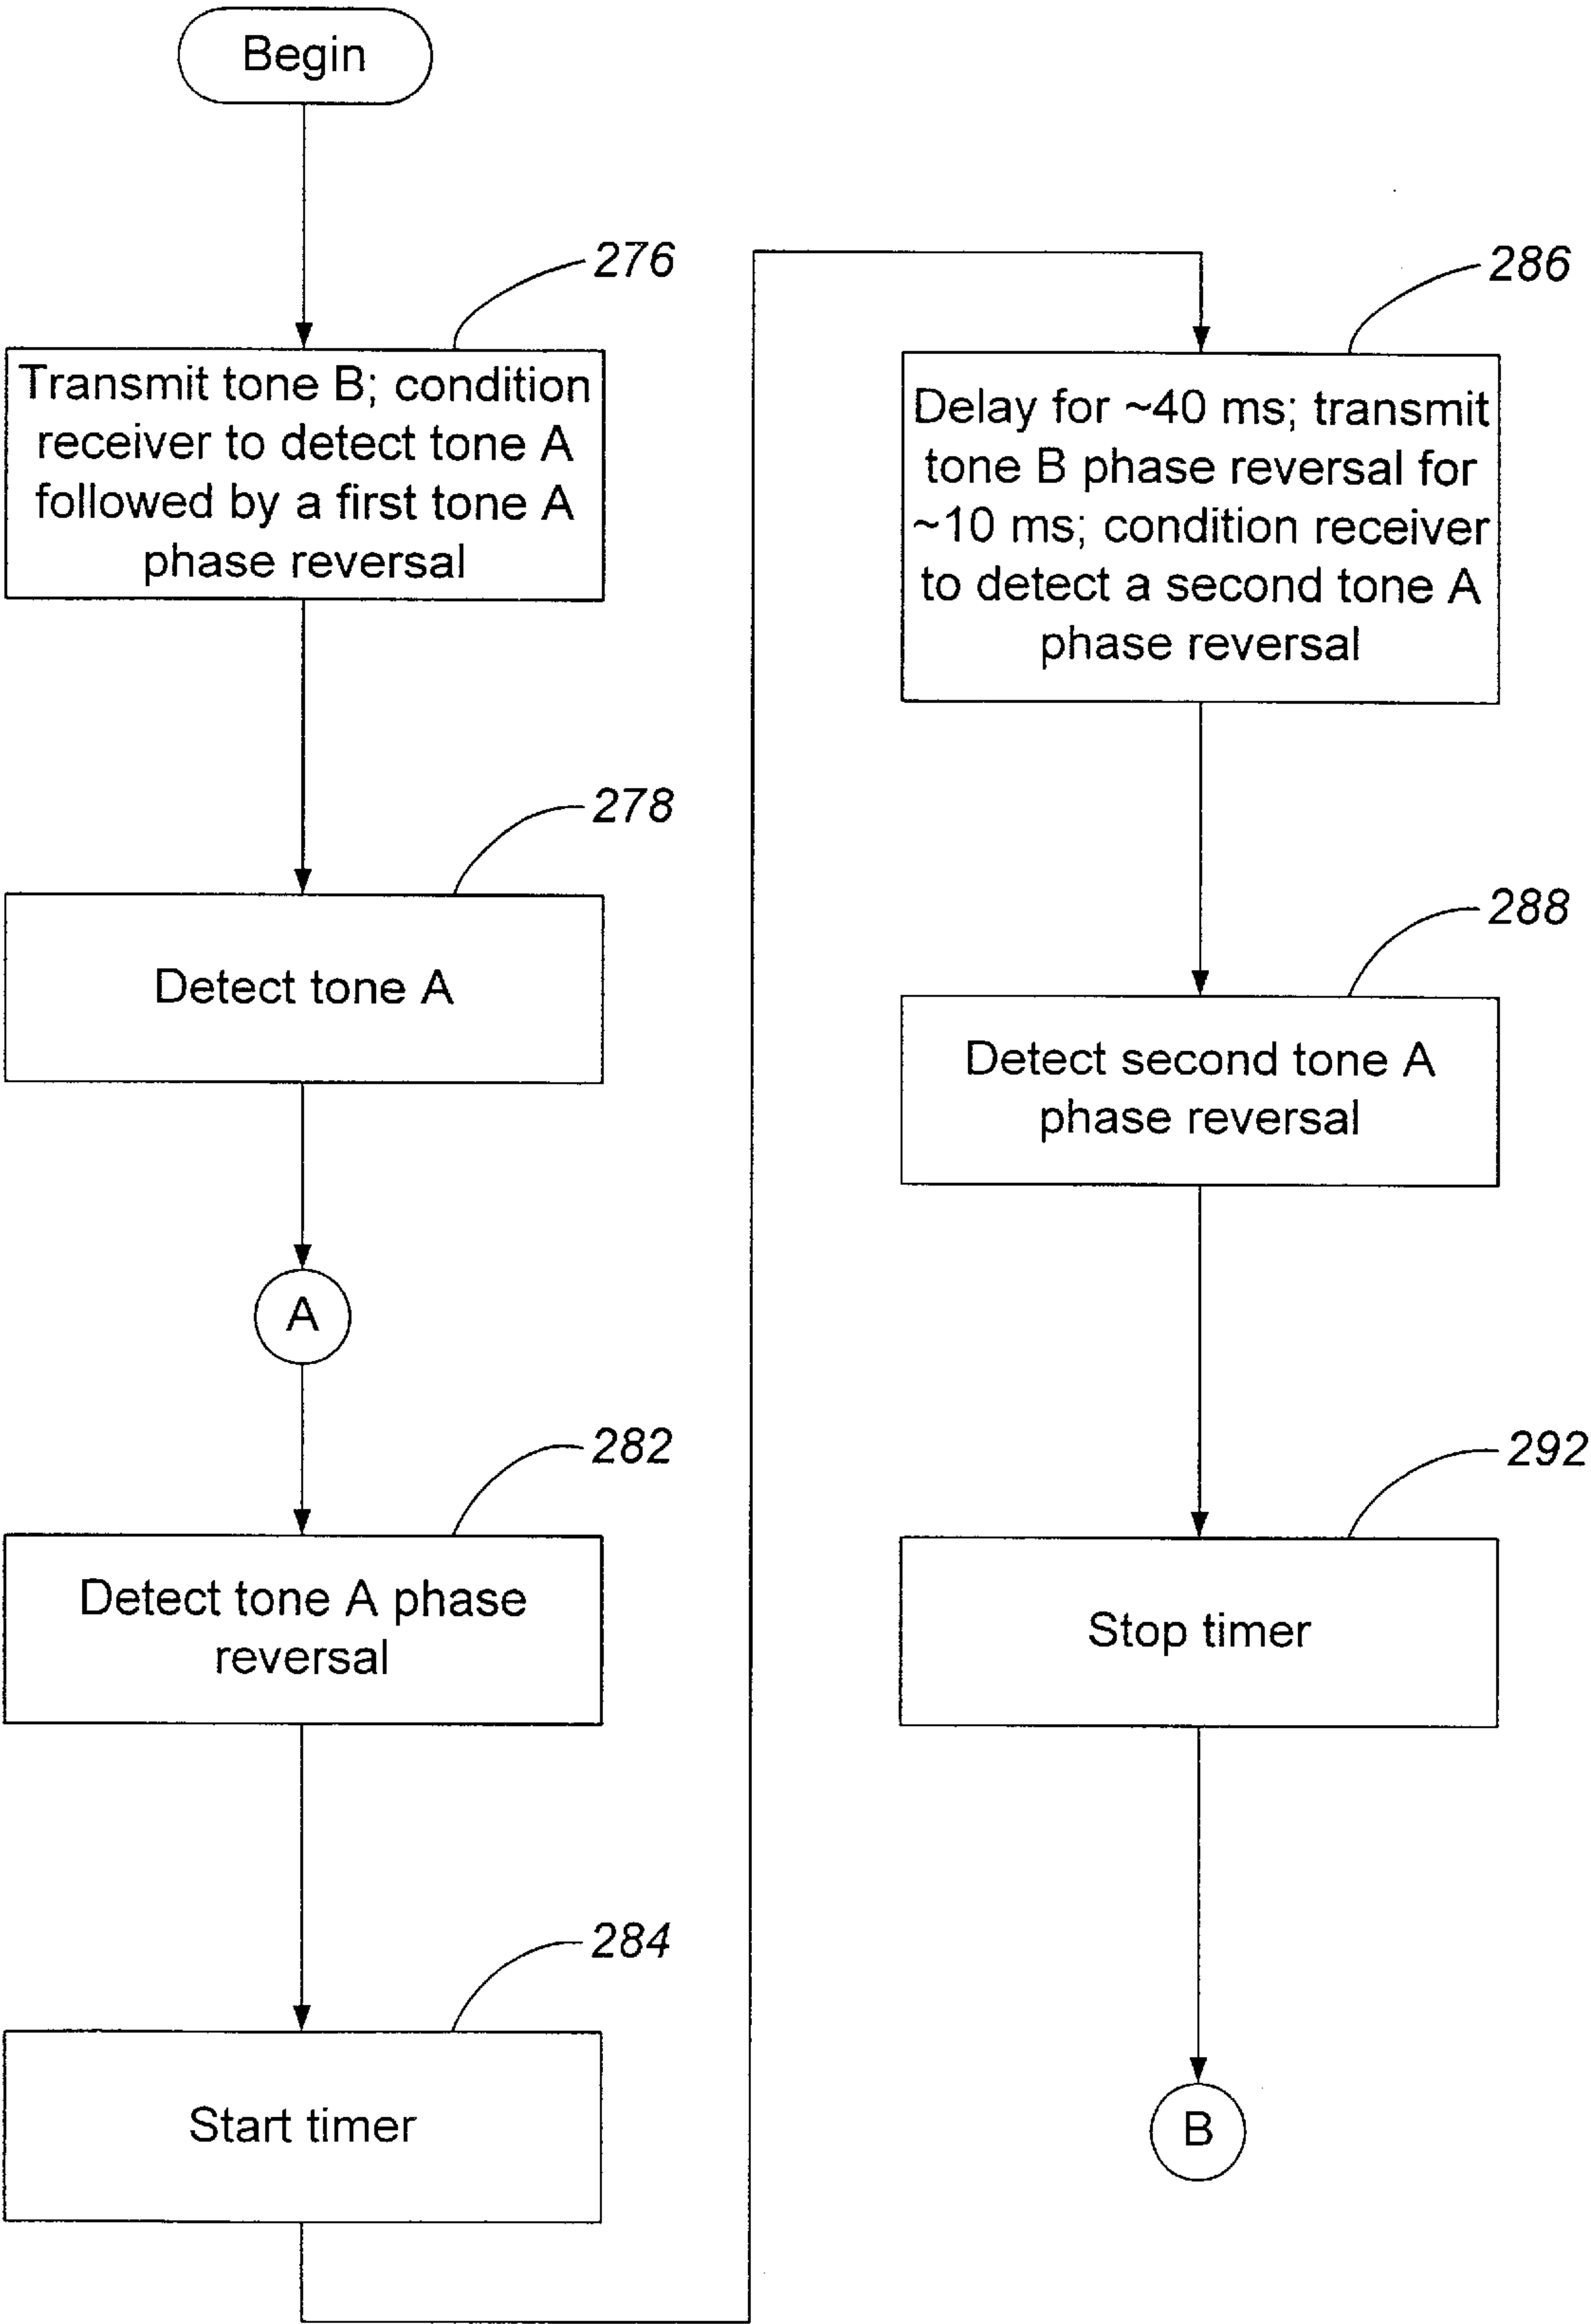 Begin
276
Transmit tone B; condition
receiver to detect tone A
followed by a first tone A
phase reversal
278
Detect tone A
A
282
Detect tone A phase
reversal
284
Start timer
286
Delay for ~40 ms; transmit
tone B phase reversal for
~10 ms; condition receiver
to detect a second tone A
phase reversal
288
Detect second tone A
phase reversal
292
Stop timer
B